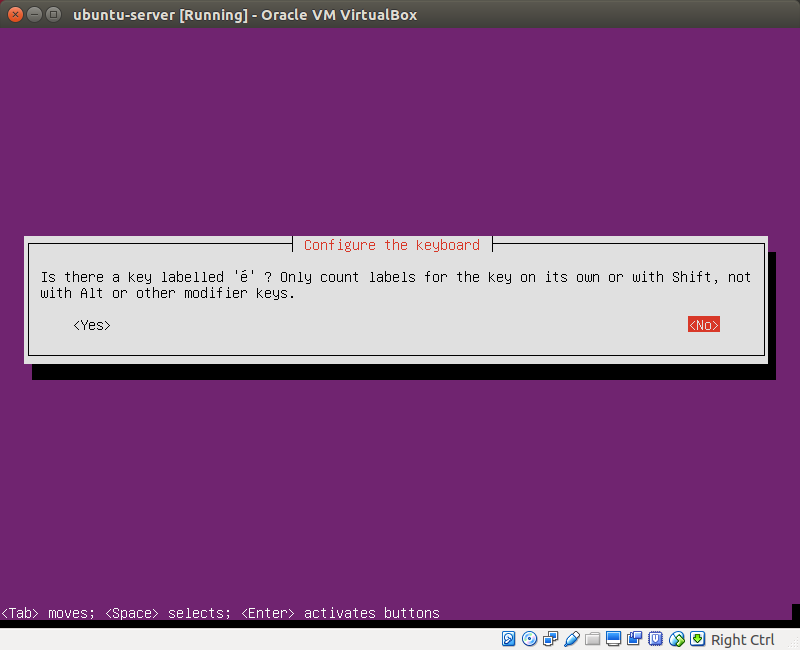 ubuntu-server [Running] - Oracle VM VirtualBox
Configure the keyboard
Is there a key labelled 'é' ? Only count labels for the key on its own or with Shift, not
with Alt or other modifier keys.
<Yes> <No>
<Tab> moves; <Space> selects; <Enter> activates buttons
Right Ctrl